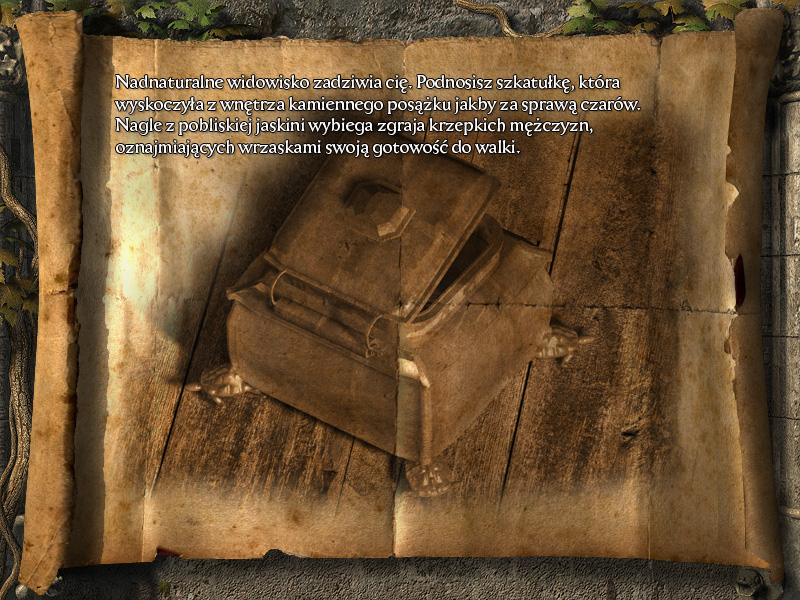 Nadnaturalne widowisko zadziwia cię. Podnosisz szkatułkę, która
wyskoczyła z wnętrza kamiennego posążku jakby za sprawą czarów.
Nagle z pobliskiej jaskini wybiega zgraja krzepkich mężczyzn,
oznajmiających wrzaskami swoją gotowość do walki.